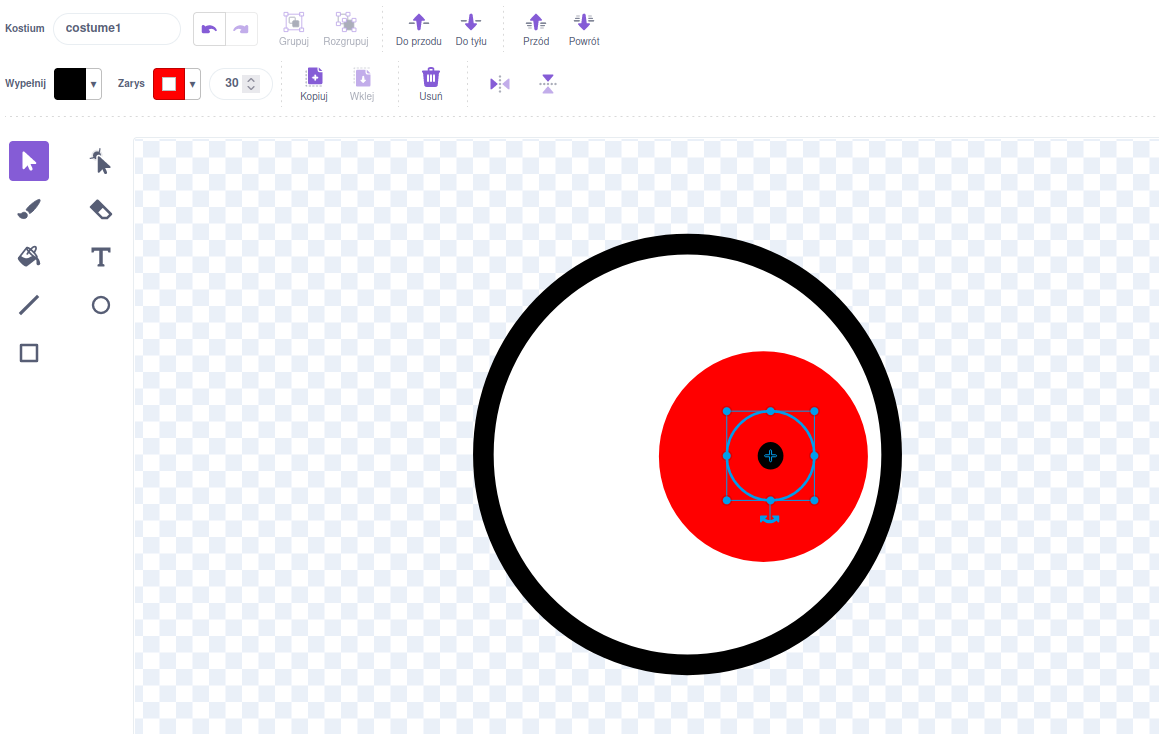 Kostium costume1 Grupuj Rozgrupuj Do przodu Do tyłu Przód Powrót
Wypełnij Zarys 30 Kopiuj Wklej Usuń